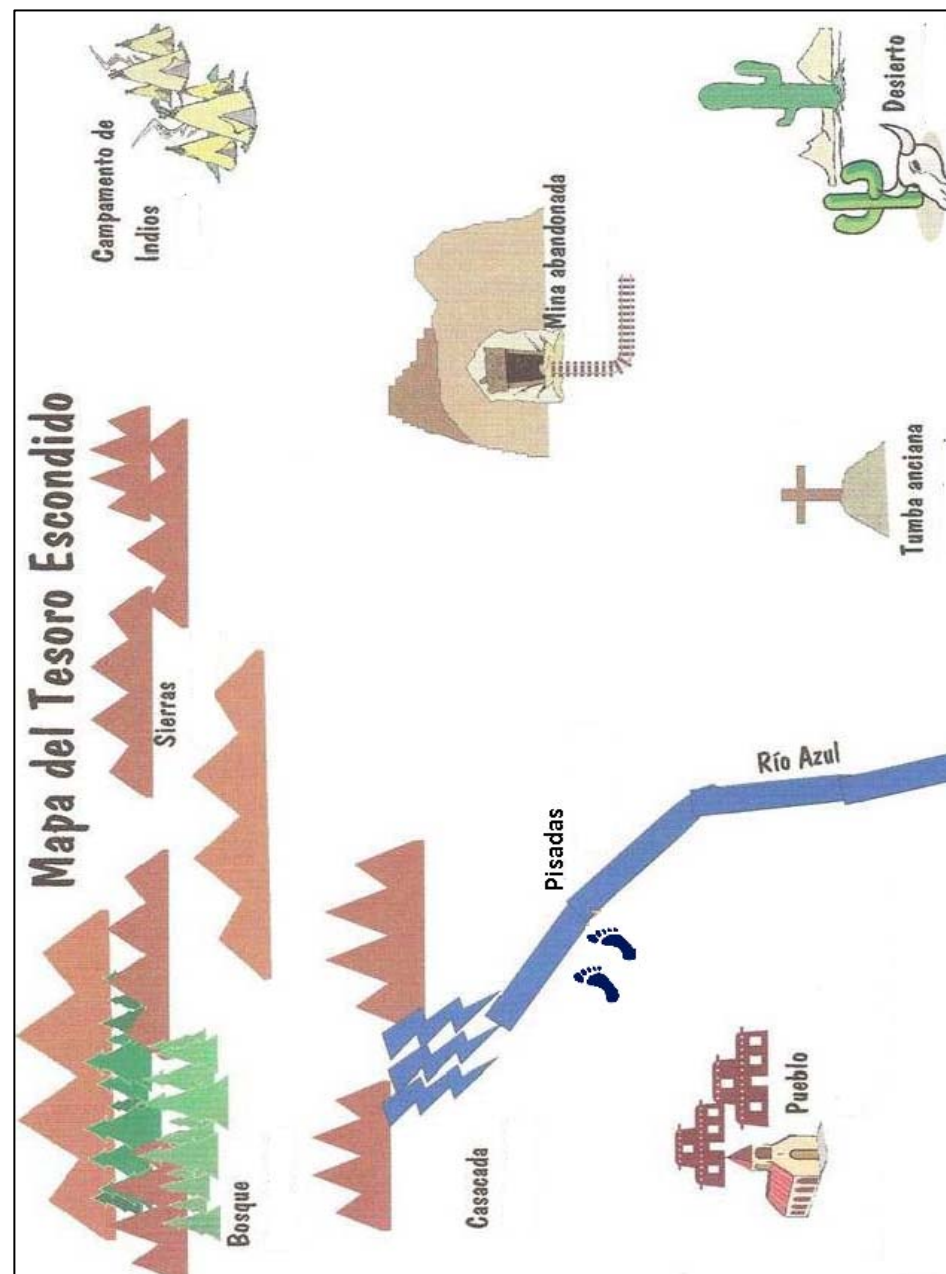 Mapa del Tesoro Escondido
Bosque
Sierras
Campamento de
Indios
Casacada
Pisadas
Mina abandonada
Río Azul
Pueblo
Tumba anciana
Desierto